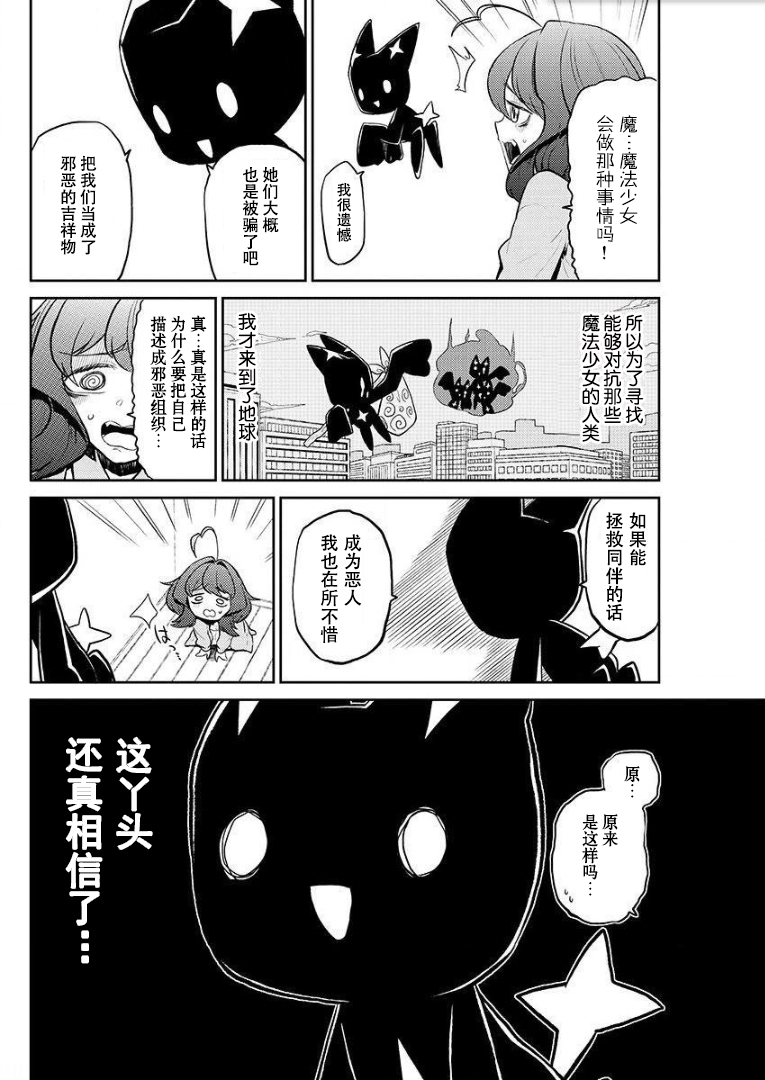 魔…魔法少女
会做那种事情吗！
我很遗憾
她们大概
也是被骗了吧
把我们当成了
邪恶的吉祥物
所以为了寻找
能够对抗那些
魔法少女的人类
我才来到了地球
真…真是这样的话
为什么要把自己
描述成邪恶组织…
如果能
拯救同伴的话
成为恶人
我也在所不惜
はっ…
原…
原来
是这样吗…
这丫头
还真相信了…